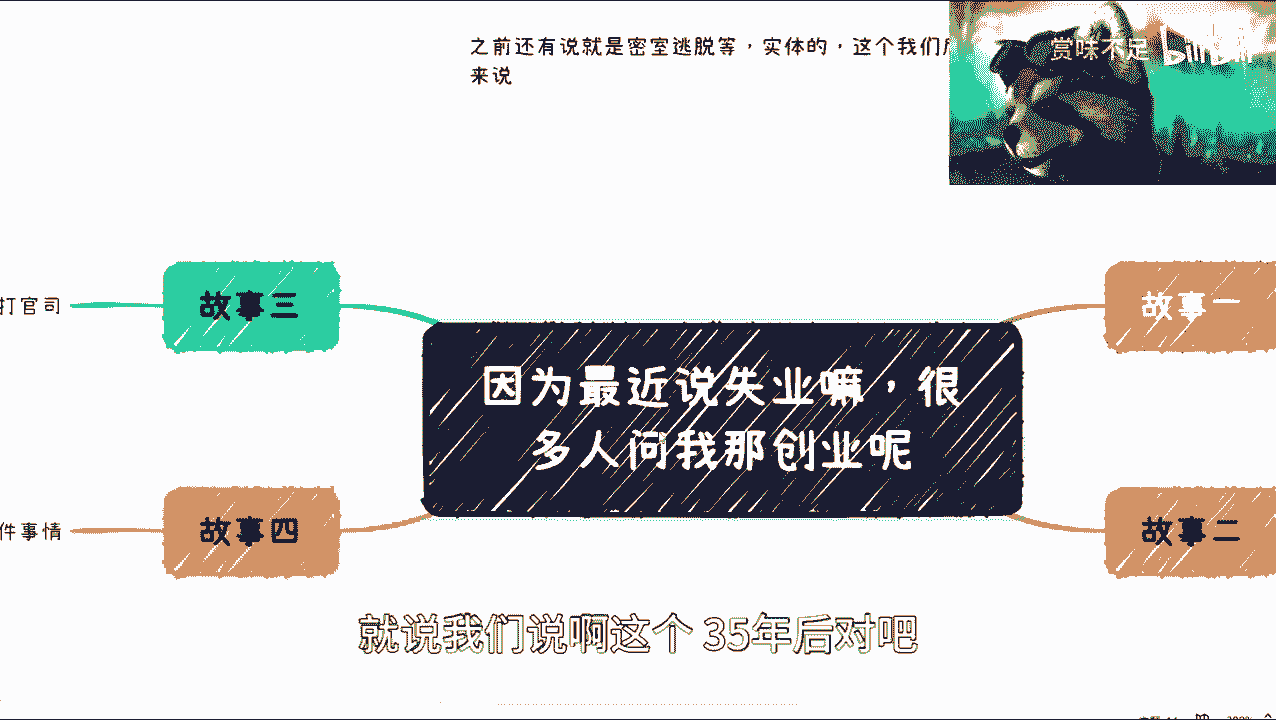 之前还有说就是密室逃脱等，实体的，这个我们
来说
赏味不足 bilibili
打官司
故事三
故事一
因为最近说失业嘛，很
多人问我那创业呢
件事情
故事四
故事二
就说我们说啊这个 35年后对吧